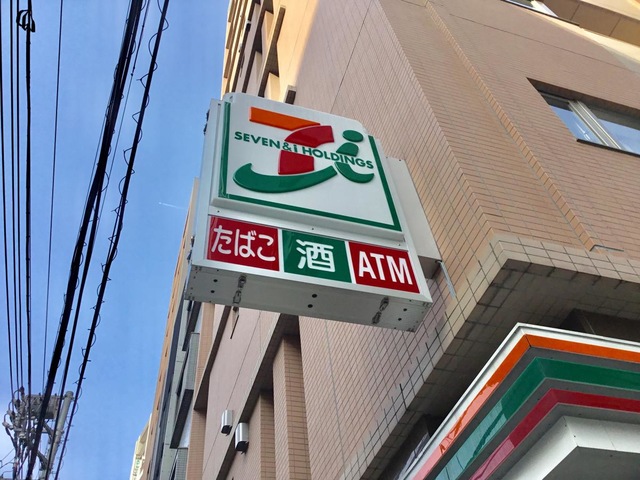 SEVEN&i HOLDINGS
たばこ 酒 ATM